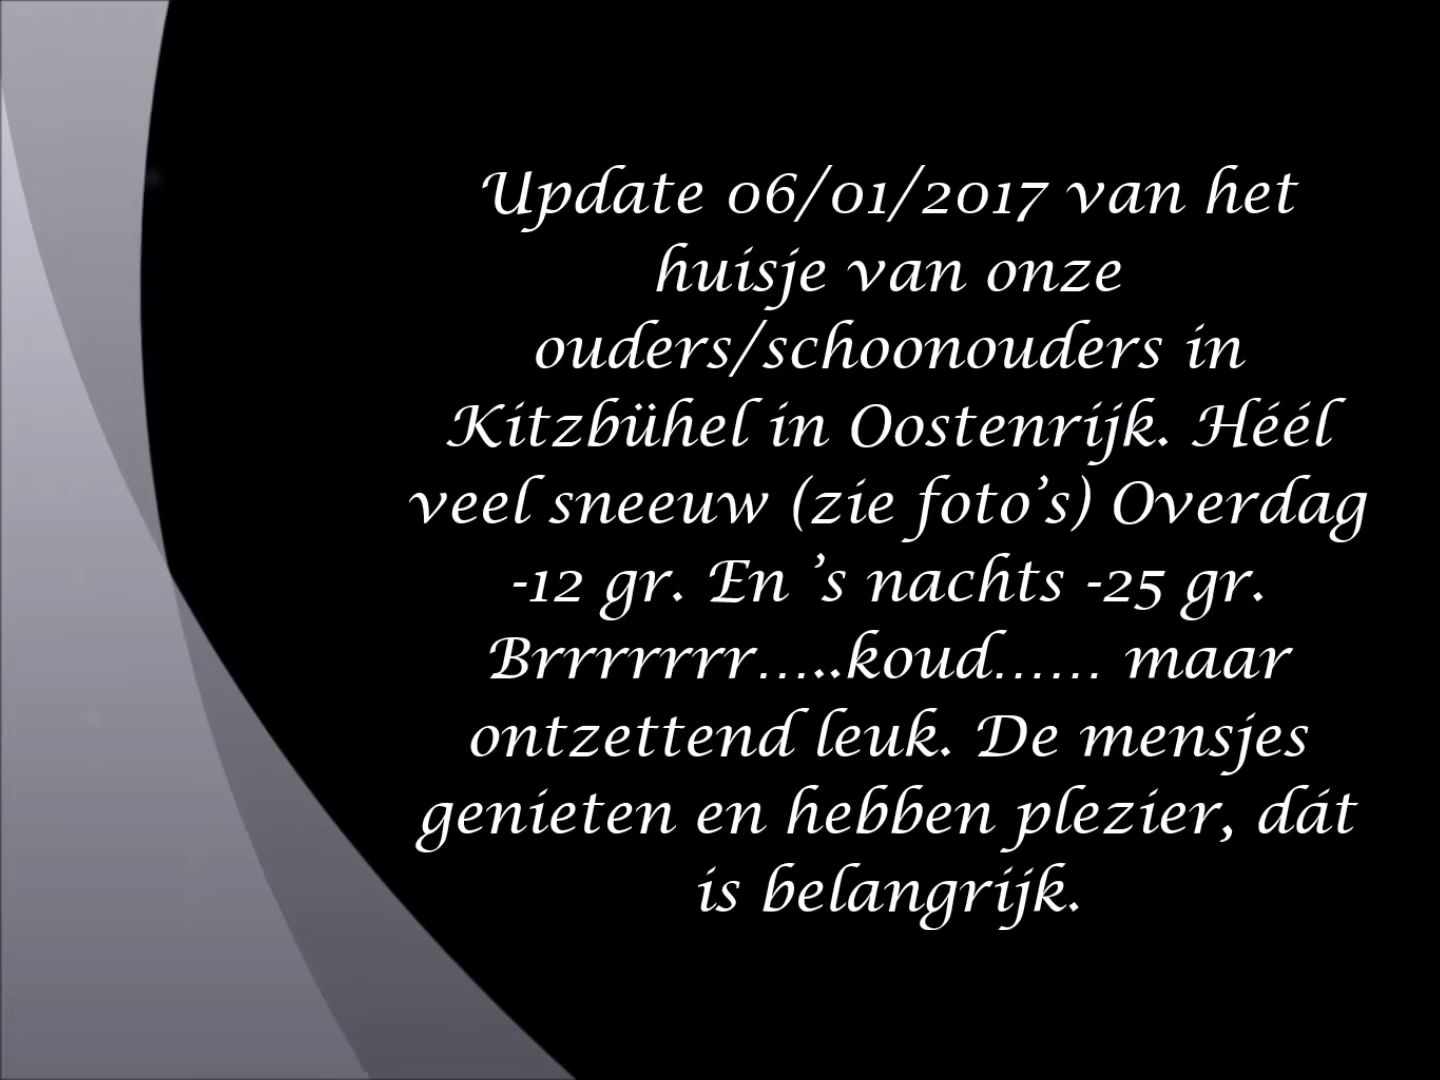 Update 06/01/2017 van het
huisje van onze
ouders/schoonouders in
Kitzbühel in Oostenrijk. Héél
veel sneeuw (zie foto’s) Overdag
-12 gr. En ’s nachts -25 gr.
Brrrrrrr…..koud…… maar
ontzettend leuk. De mensjes
genieten en hebben plezier, dát
is belangrijk.